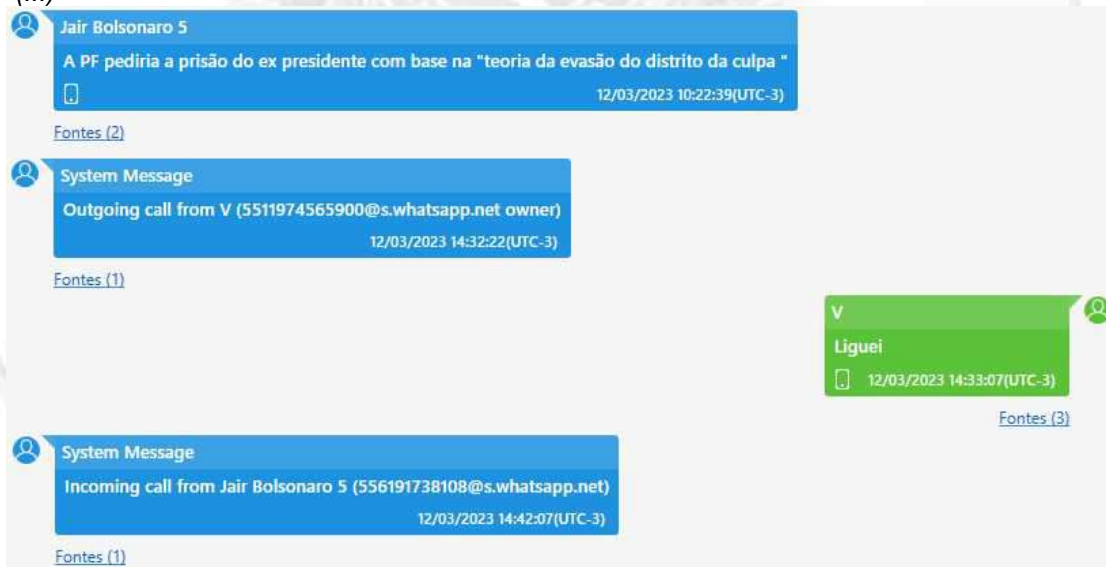 (...)
Jair Bolsonaro 5
A PF pediria a prisão do ex presidente com base na "teoria da evasão do distrito da culpa "
12/03/2023 10:22:39(UTC-3)
Fontes (2)
System Message
Outgoing call from V (5511974565900@s.whatsapp.net owner)
12/03/2023 14:32:22(UTC-3)
Fontes (1)
V
Liguei
12/03/2023 14:33:07(UTC-3)
Fontes (3)
System Message
Incoming call from Jair Bolsonaro 5 (556191738108@s.whatsapp.net)
12/03/2023 14:42:07(UTC-3)
Fontes (1)